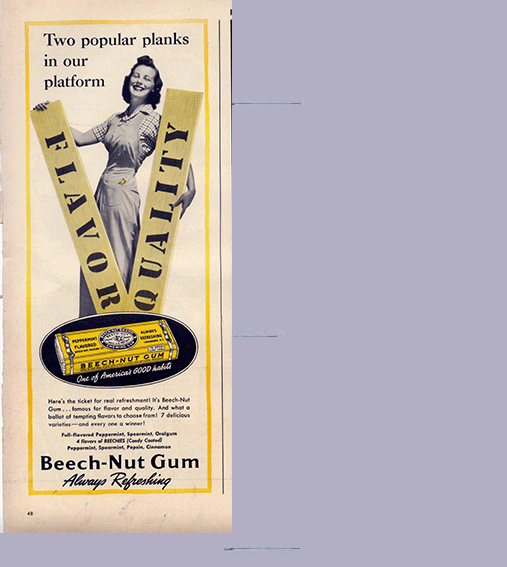 Two popular planks
in our
platform
FLAVOR
QUALITY
PEPPERMINT
FLAVORED
ALWAYS
REFRESHING
BEECH-NUT GUM
One of America's GOOD habits
Here's the ticket for real refreshment! It's Beech-Nut
Gum...famous for flavor and quality. And what a
ballot of tempting flavors to choose from! 7 delicious
varieties—and every one a winner!
Full-flavored Peppermint, Spearmint, Oralgum
4 flavors of BEECHIES (Candy Coated)
Peppermint, Spearmint, Pepsin, Cinnamon
Beech-Nut Gum
Always Refreshing
48